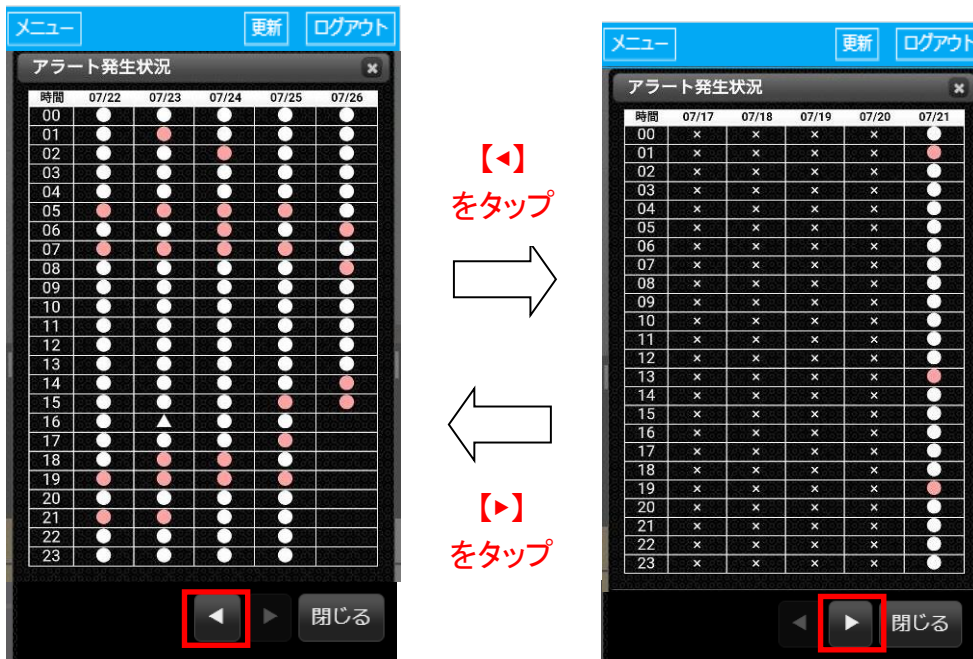 メニュー 更新 ログアウト
アラート発生状況 ×
時間 07/22 07/23 07/24 07/25 07/26
00 ● ● ● ● ●
01 ● ● ● ● ●
02 ● ● ● ● ●
03 ● ● ● ● ●
04 ● ● ● ● ●
05 ● ● ● ● ●
06 ● ● ● ● ●
07 ● ● ● ● ●
08 ● ● ● ● ●
09 ● ● ● ● ●
10 ● ● ● ● ●
11 ● ● ● ● ●
12 ● ● ● ● ●
13 ● ● ● ● ●
14 ● ● ● ● ●
15 ● ● ● ● ●
16 ● ▲ ● ●
17 ● ● ● ●
18 ● ● ● ●
19 ● ● ● ●
20 ● ● ● ●
21 ● ● ● ●
22 ● ● ● ●
23 ● ● ● ●
◀ ▶ 閉じる
【◀】
をタップ
【▶】
をタップ
メニュー 更新 ログアウト
アラート発生状況 ×
時間 07/17 07/18 07/19 07/20 07/21
00 × × × × ●
01 × × × × ●
02 × × × × ●
03 × × × × ●
04 × × × × ●
05 × × × × ●
06 × × × × ●
07 × × × × ●
08 × × × × ●
09 × × × × ●
10 × × × × ●
11 × × × × ●
12 × × × × ●
13 × × × × ●
14 × × × × ●
15 × × × × ●
16 × × × × ●
17 × × × × ●
18 × × × × ●
19 × × × × ●
20 × × × × ●
21 × × × × ●
22 × × × × ●
23 × × × × ●
◀ ▶ 閉じる